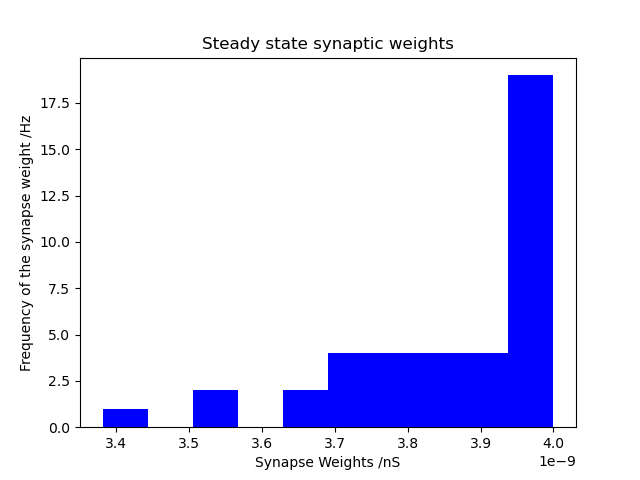 Steady state synaptic weights
Frequency of the synapse weight /Hz
17.5
15.0
12.5
10.0
7.5
5.0
2.5
0.0
3.4 3.5 3.6 3.7 3.8 3.9 4.0
Synapse Weights /nS
1e−9